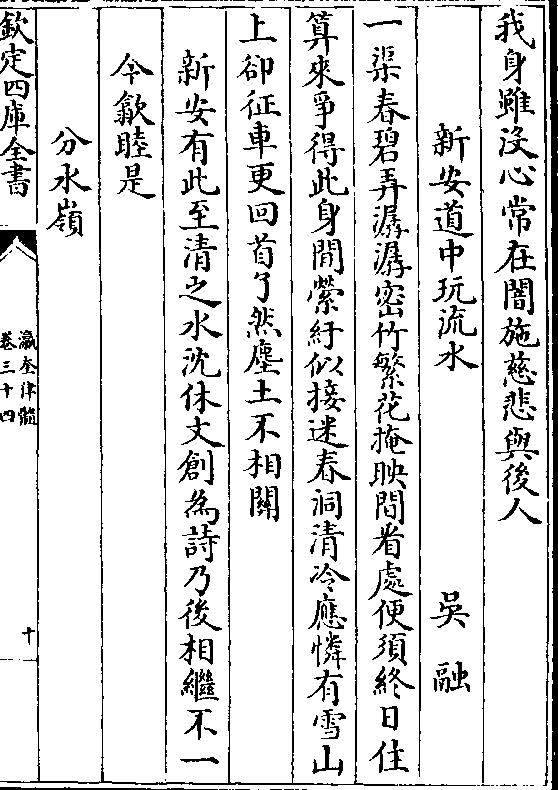 我身雖没心常在闇施慈悲與後人
新安道中玩流水 吳融
一渠春碧弄潺潺密竹繁花掩映間㸔處便須終日住
算來爭得此身閒縈紆似接迷春洞清冷應憐有雪山
上卻征車更回首了然塵土不相關
新安有此至清之水沈休文創為詩乃後相繼不一
今歙睦是
分水嶺
欽定四庫全書
瀛奎律髓
卷三十四
十